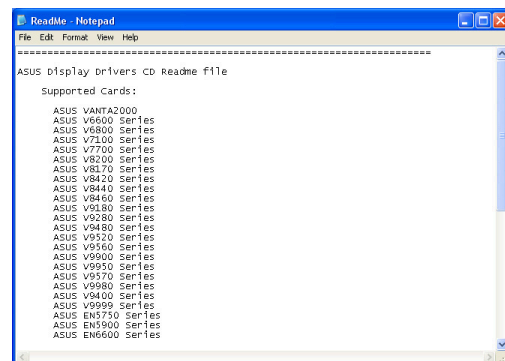 ReadMe - Notepad
File Edit Format View Help
=====================================================================
ASUS Display Drivers CD Readme file
Supported Cards:
ASUS VANTA2000
ASUS V6600 Series
ASUS V6800 Series
ASUS V7100 Series
ASUS V7700 Series
ASUS V8200 Series
ASUS V8170 Series
ASUS V8420 Series
ASUS V8440 Series
ASUS V8460 Series
ASUS V9180 Series
ASUS V9280 Series
ASUS V9480 Series
ASUS V9520 Series
ASUS V9560 Series
ASUS V9900 Series
ASUS V9950 Series
ASUS V9570 Series
ASUS V9980 Series
ASUS V9400 Series
ASUS V9999 Series
ASUS EN5750 Series
ASUS EN5900 Series
ASUS EN6600 Series